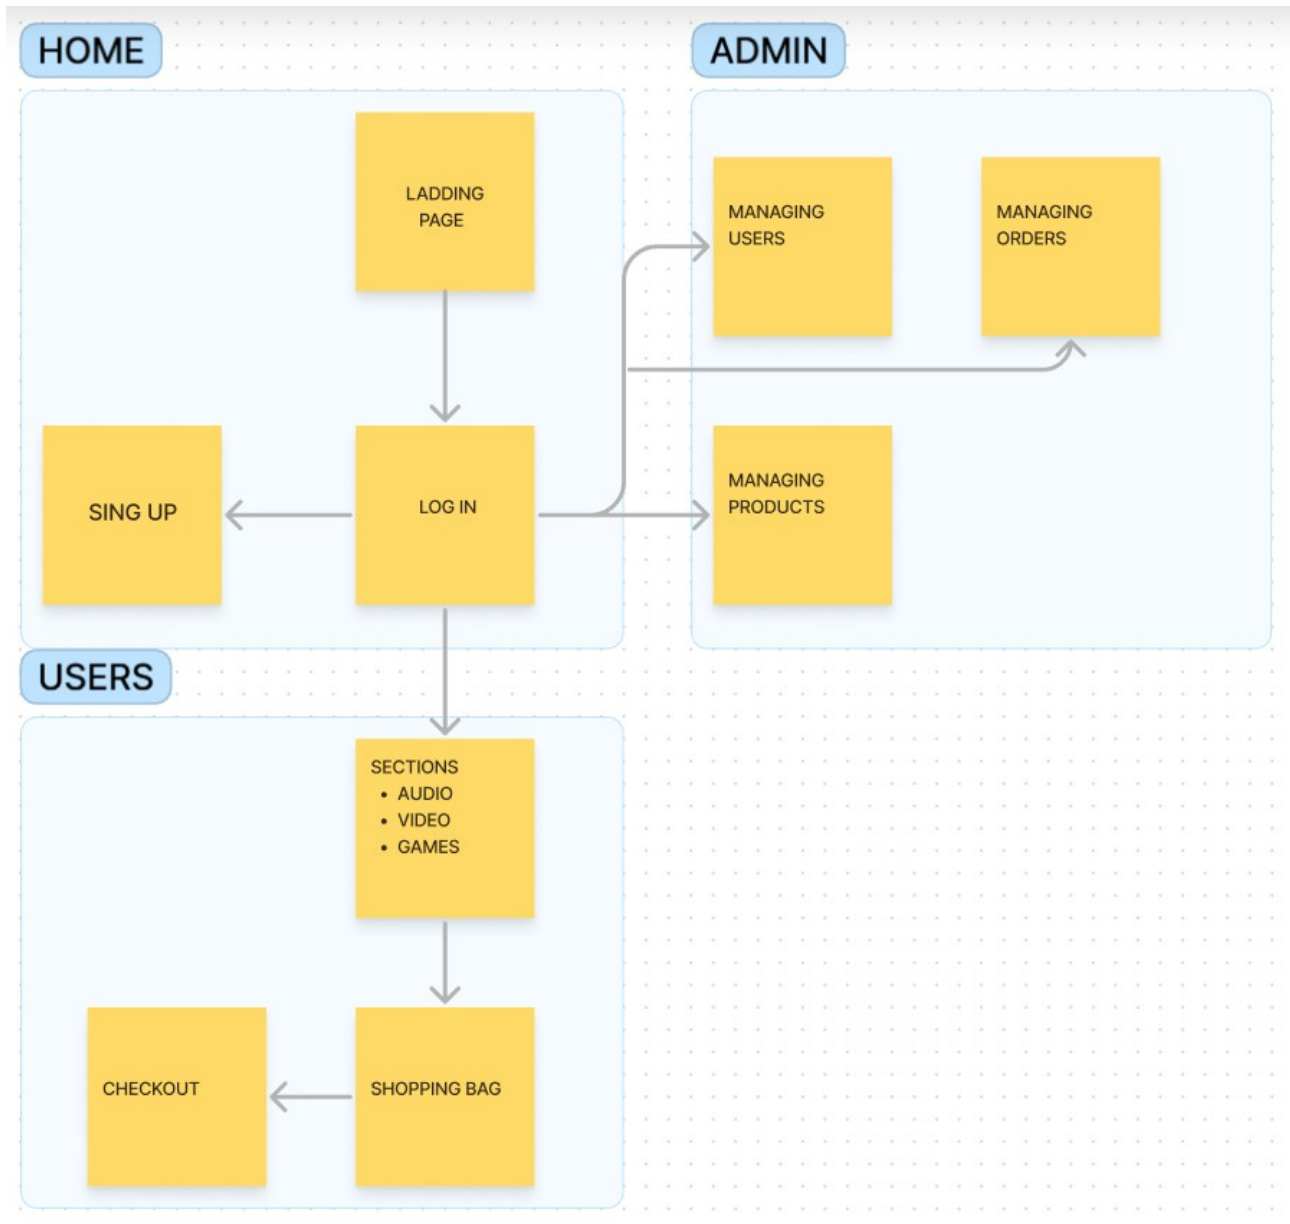 HOME
LADDING
PAGE
SING UP
LOG IN
ADMIN
MANAGING
USERS
MANAGING
ORDERS
MANAGING
PRODUCTS
USERS
SECTIONS
• AUDIO
• VIDEO
• GAMES
CHECKOUT
SHOPPING BAG